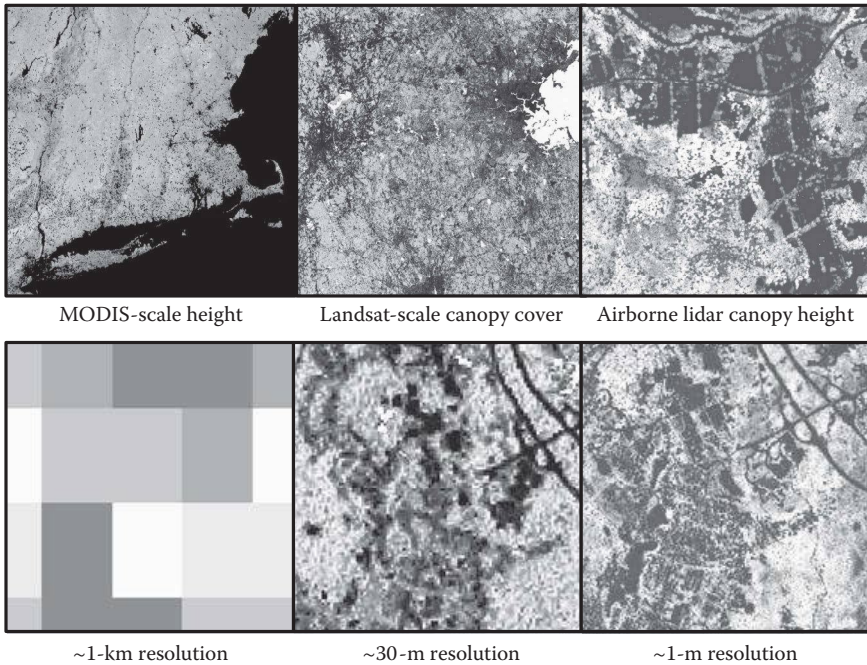 MODIS-scale height
Landsat-scale canopy cover
Airborne lidar canopy height
~1-km resolution
~30-m resolution
~1-m resolution